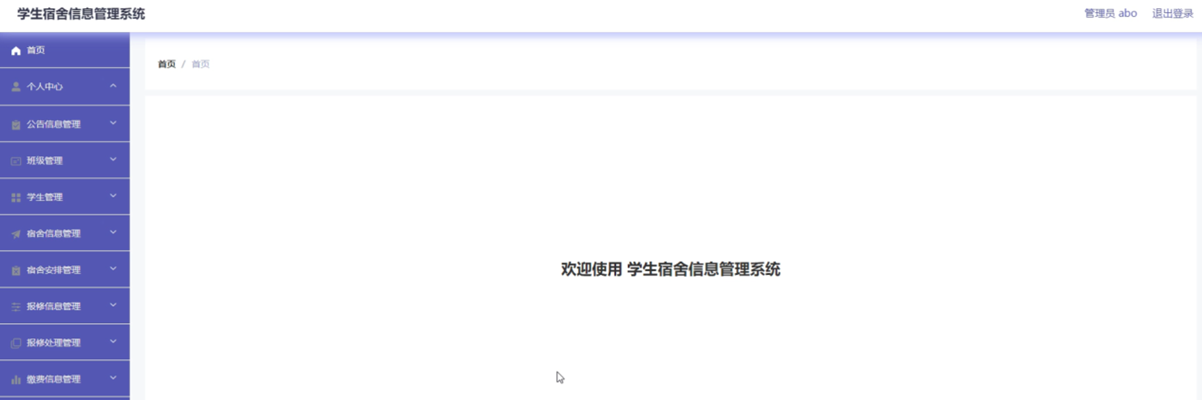 学生宿舍信息管理系统
管理员 abo 退出登录
首页
个人中心
公告信息管理
班级管理
学生管理
宿舍信息管理
宿舍安排管理
报修信息管理
报修处理管理
缴费信息管理
首页 / 首页
欢迎使用 学生宿舍信息管理系统